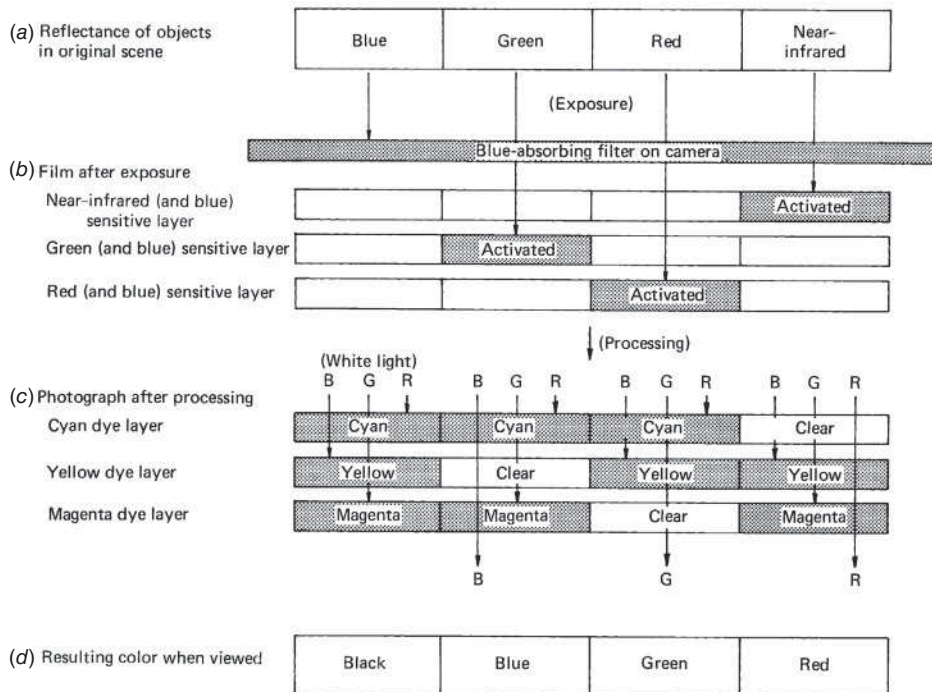 (a) Reflectance of objects
in original scene
Blue Green Red Near-
infrared
(Exposure)
Blue-absorbing filter on camera
(b) Film after exposure
Near-infrared (and blue)
sensitive layer
Activated
Green (and blue) sensitive layer
Activated
Red (and blue) sensitive layer
Activated
(Processing)
(White light)
B G R B G R B G R B G R
(c) Photograph after processing
Cyan dye layer Cyan Cyan Cyan Clear
Yellow dye layer Yellow Clear Yellow Yellow
Magenta dye layer Magenta Magenta Clear Magenta
B G R
(d) Resulting color when viewed Black Blue Green Red